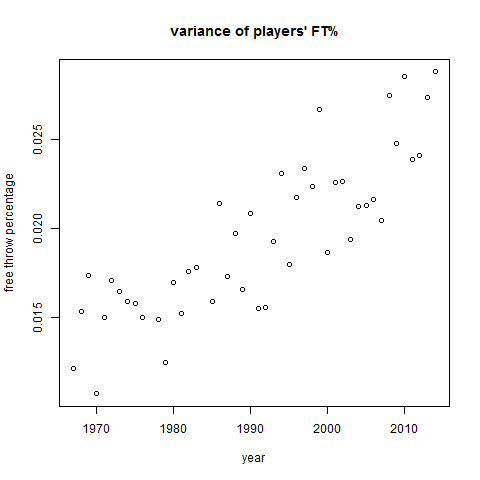 variance of players' FT%
free throw percentage
0.025
0.020
0.015
1970 1980 1990 2000 2010
year